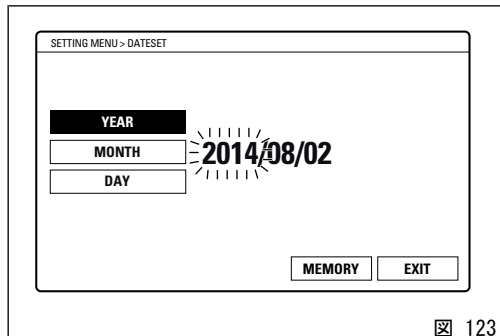 SETTING MENU > DATESET
YEAR
MONTH
2014/08/02
DAY
MEMORY
EXIT
図 123